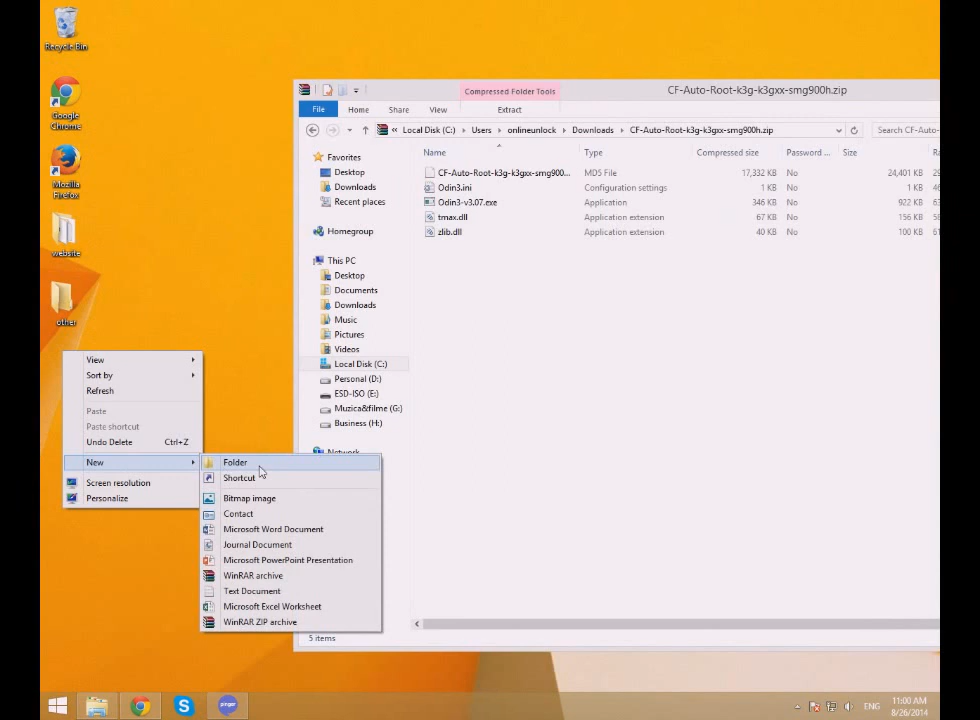 Recycle Bin
Google Chrome
Mozilla Firefox
website
other
Compressed Folder Tools
CF-Auto-Root-k3g-k3gxx-smg900h.zip
File Home Share View Extract
« Local Disk (C:) Users onlineunlock Downloads CF-Auto-Root-k3g-k3gxx-smg900h.zip
Search CF-Auto-
Name Type Compressed size Password ... Size
CF-Auto-Root-k3g-k3gxx-smg900... MD5 File 17,332 KB No 24,401 KB
Odin3.ini Configuration settings 1 KB No 1 KB
Odin3-v3.07.exe Application 346 KB No 922 KB
tmax.dll Application extension 67 KB No 156 KB
zlib.dll Application extension 40 KB No 100 KB
Favorites
Desktop
Downloads
Recent places
Homegroup
This PC
Desktop
Documents
Downloads
Music
Pictures
Videos
Local Disk (C:)
Personal (D:)
ESD-ISO (E:)
Muzica&filme (G:)
Business (H:)
Network
5 items
View
Sort by
Refresh
Paste
Paste shortcut
Undo Delete Ctrl+Z
New
Screen resolution
Personalize
Folder
Shortcut
Bitmap image
Contact
Microsoft Word Document
Journal Document
Microsoft PowerPoint Presentation
WinRAR archive
Text Document
Microsoft Excel Worksheet
WinRAR ZIP archive
pinger
ENG
11:00 AM
8/26/2014